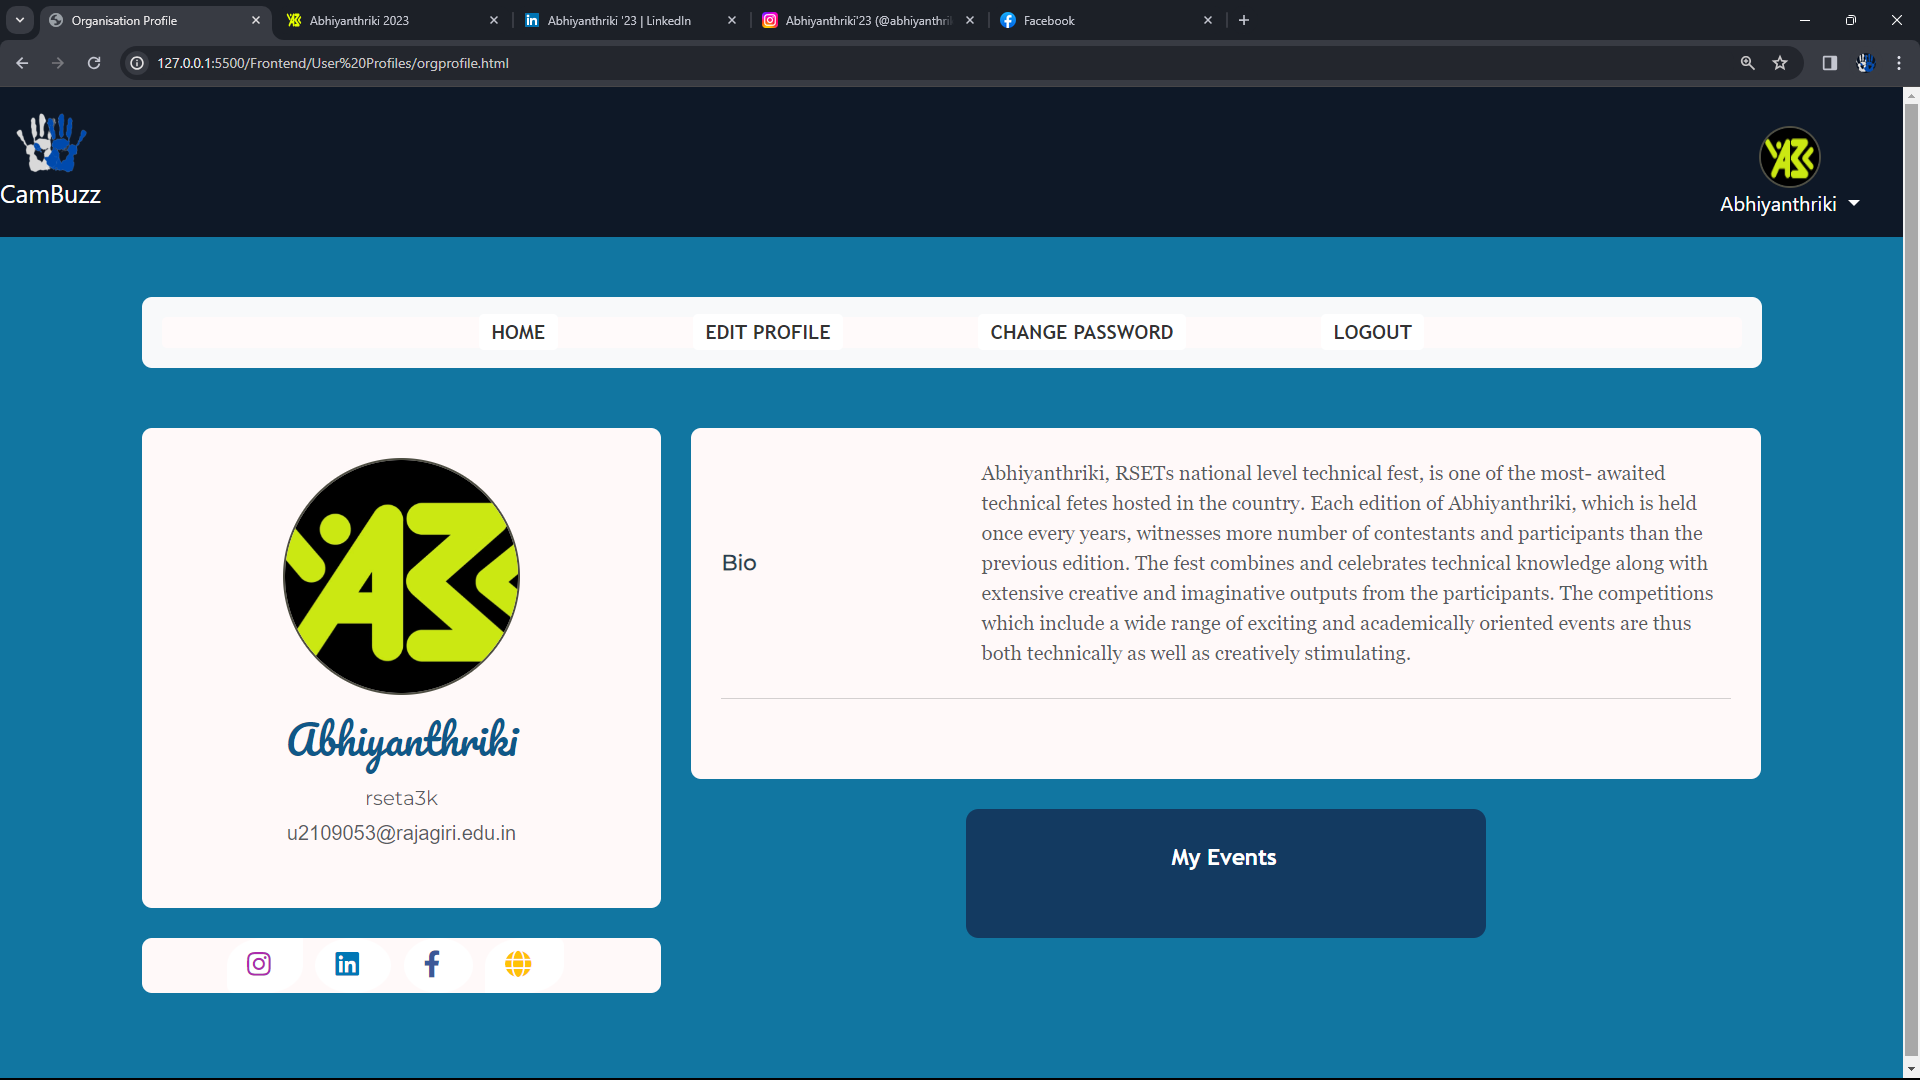 Organisation Profile
Abhiyanthriki 2023
Abhiyanthriki '23 | LinkedIn
Abhiyanthriki'23 (@abhiyanthrik
Facebook
127.0.0.1:5500/Frontend/User%20Profiles/orgprofile.html
CamBuzz
Abhiyanthriki
HOME
EDIT PROFILE
CHANGE PASSWORD
LOGOUT
Abhiyanthriki
rseta3k
u2109053@rajagiri.edu.in
Bio
Abhiyanthriki, RSETs national level technical fest, is one of the most- awaited
technical fetes hosted in the country. Each edition of Abhiyanthriki, which is held
once every years, witnesses more number of contestants and participants than the
previous edition. The fest combines and celebrates technical knowledge along with
extensive creative and imaginative outputs from the participants. The competitions
which include a wide range of exciting and academically oriented events are thus
both technically as well as creatively stimulating.
My Events